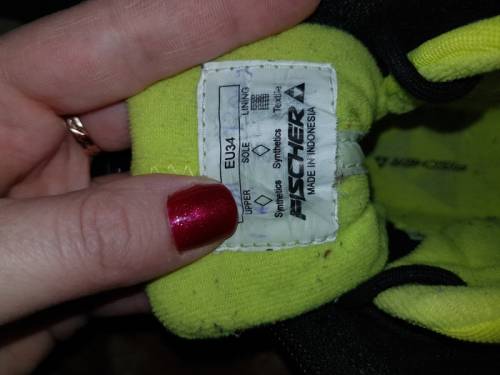 EU34
UPPER SOLE LINING
Synthetics Synthetics Textile
FISCHER
MADE IN INDONESIA